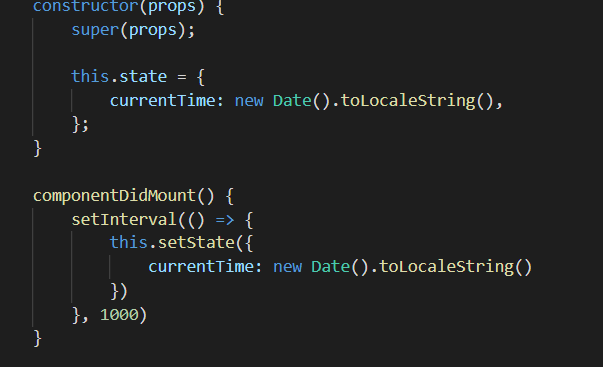 constructor(props) {
super(props);
this.state = {
currentTime: new Date().toLocaleString(),
};
}
componentDidMount() {
setInterval(() => {
this.setState({
currentTime: new Date().toLocaleString()
})
}, 1000)
}